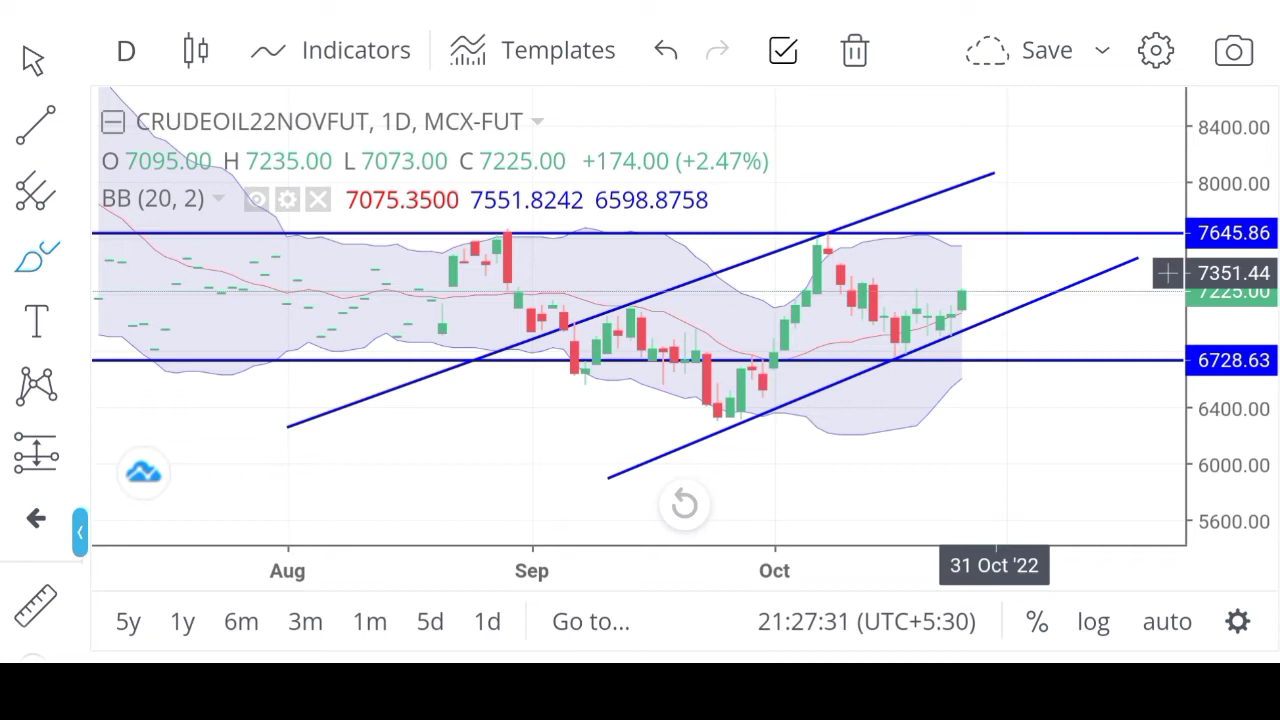 D Indicators Templates Save
CRUDEOIL22NOVFUT, 1D, MCX-FUT
O 7095.00 H 7235.00 L 7073.00 C 7225.00 +174.00 (+2.47%)
BB (20, 2) 7075.3500 7551.8242 6598.8758
8400.00
8000.00
7645.86
7351.44
7225.00
6728.63
6400.00
6000.00
5600.00
Aug Sep Oct 31 Oct '22
5y 1y 6m 3m 1m 5d 1d Go to... 21:27:31 (UTC+5:30) % log auto